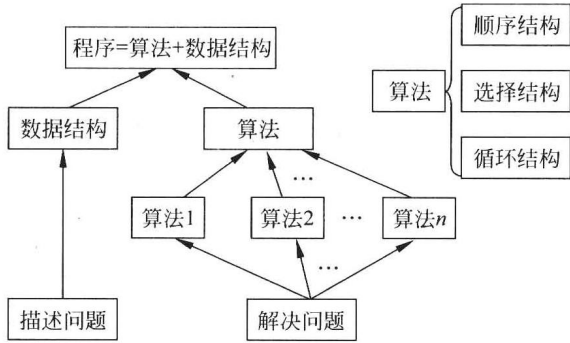 程序=算法+数据结构
顺序结构
算法
选择结构
循环结构
数据结构
算法
…
算法1
算法2
…
算法n
…
描述问题
解决问题